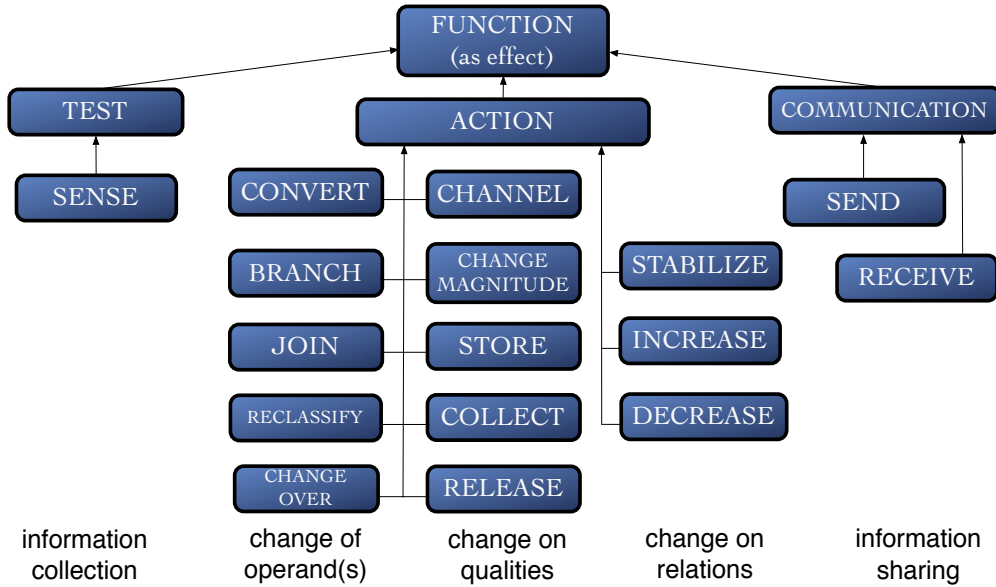 FUNCTION
(as effect)
TEST
ACTION
COMMUNICATION
SENSE
CONVERT
CHANNEL
SEND
BRANCH
CHANGE
MAGNITUDE
STABILIZE
RECEIVE
JOIN
STORE
INCREASE
RECLASSIFY
COLLECT
DECREASE
CHANGE
OVER
RELEASE
information
collection
change of
operand(s)
change on
qualities
change on
relations
information
sharing